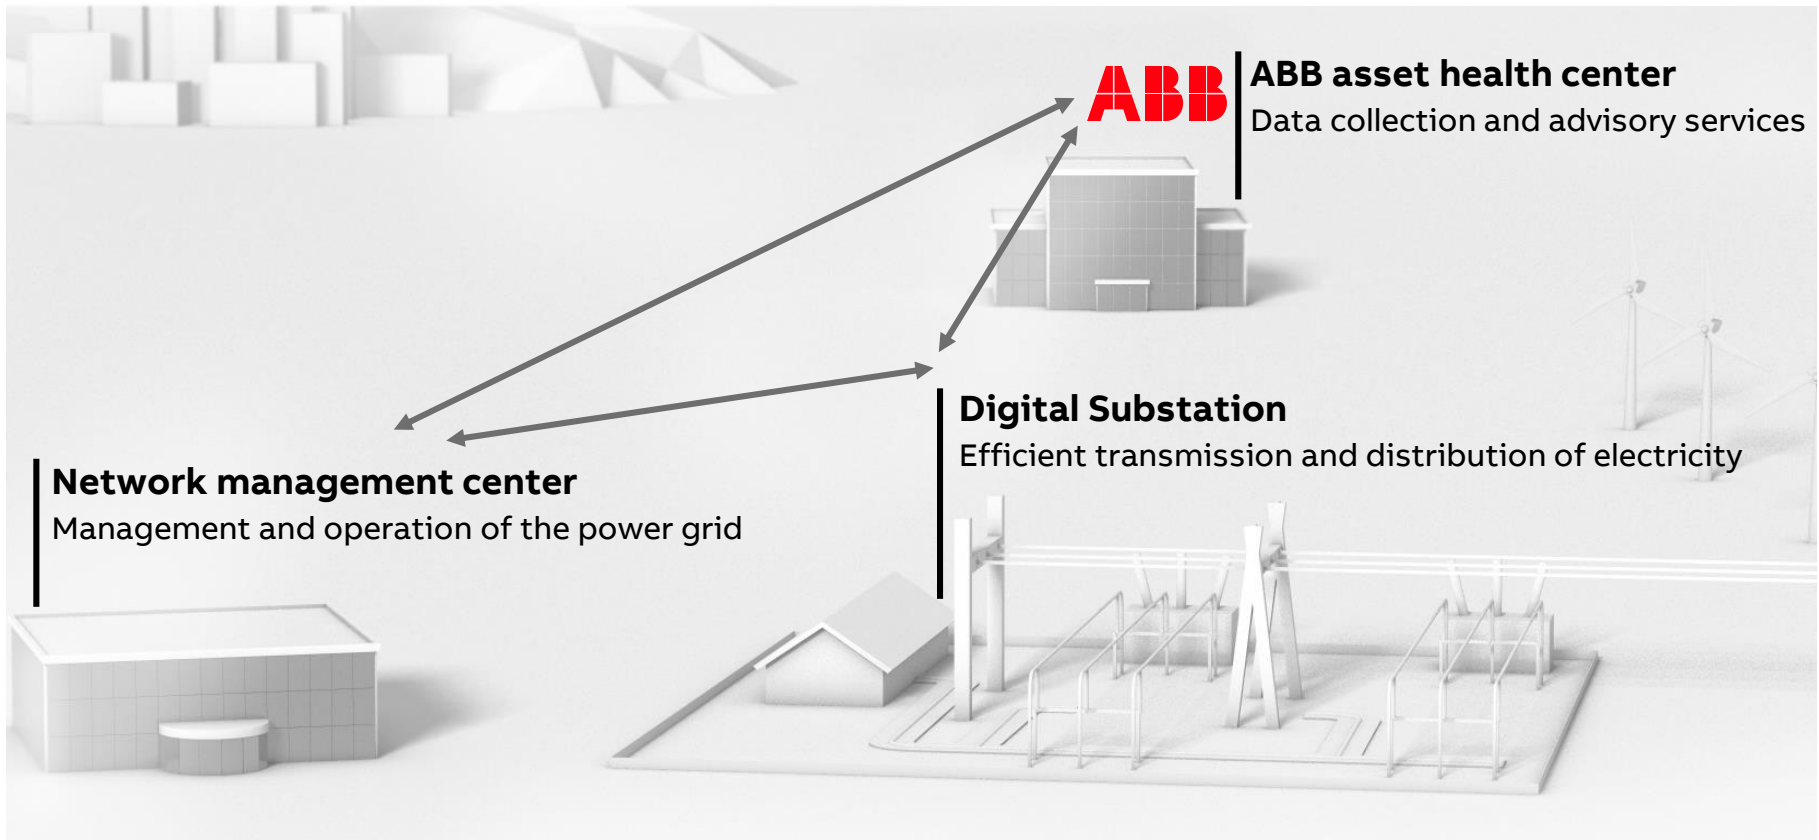 ABB
ABB asset health center
Data collection and advisory services
Digital Substation
Efficient transmission and distribution of electricity
Network management center
Management and operation of the power grid